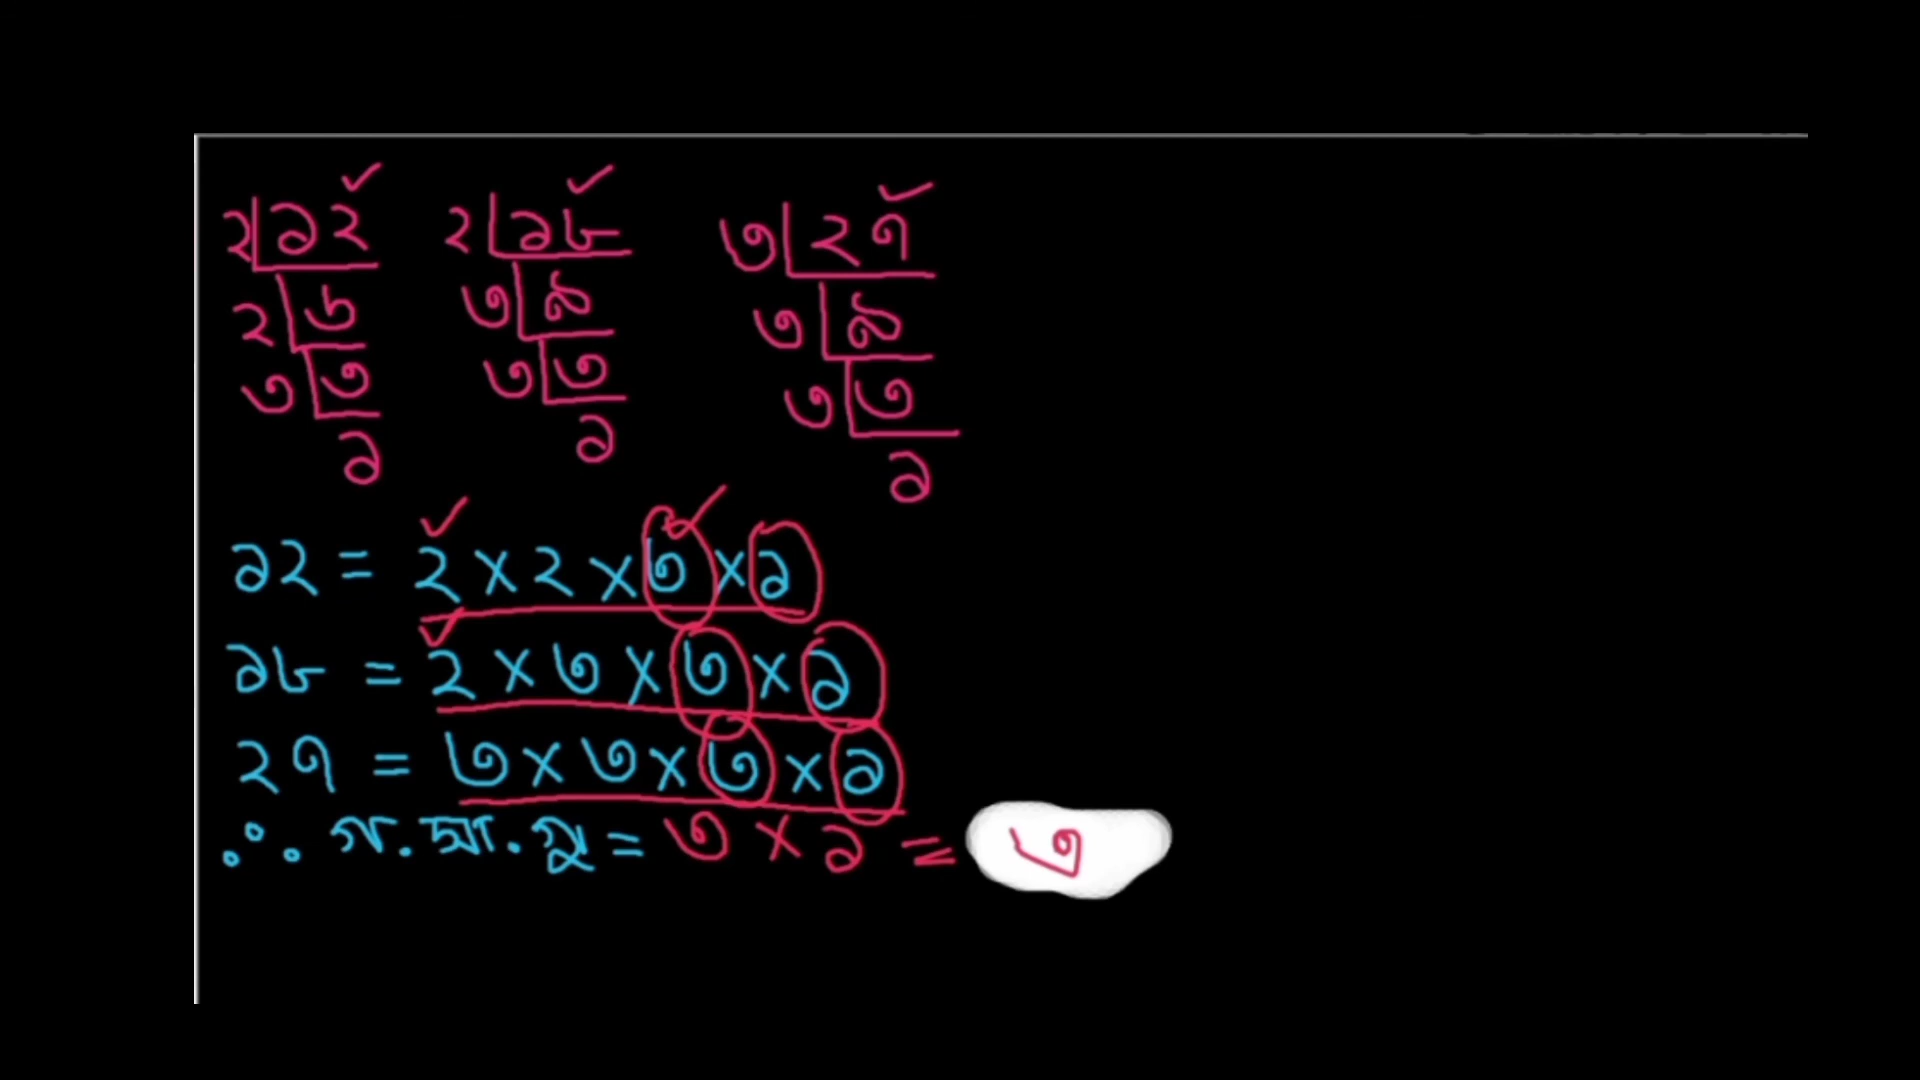 ২ ১২ ২ ১৮ ৩ ২৭
২ ৬ ৩ ৯ ৩ ৯
৩ ৩ ৩ ৩ ৩ ৩
১ ১ ১
১২ = ২ × ২ × ৩ × ১
১৮ = ২ × ৩ × ৩ × ১
২৭ = ৩ × ৩ × ৩ × ১
∴ গ.সা.গু = ৩ × ১ = ৩